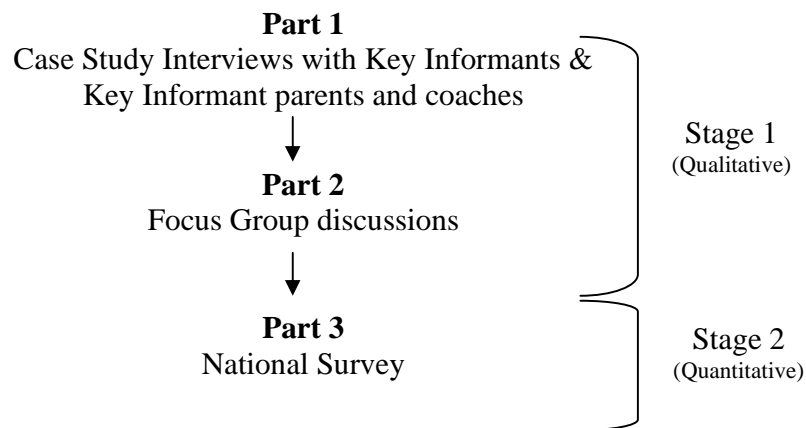 Part 1
Case Study Interviews with Key Informants &
Key Informant parents and coaches
Stage 1
(Qualitative)
Part 2
Focus Group discussions
Part 3
National Survey
Stage 2
(Quantitative)